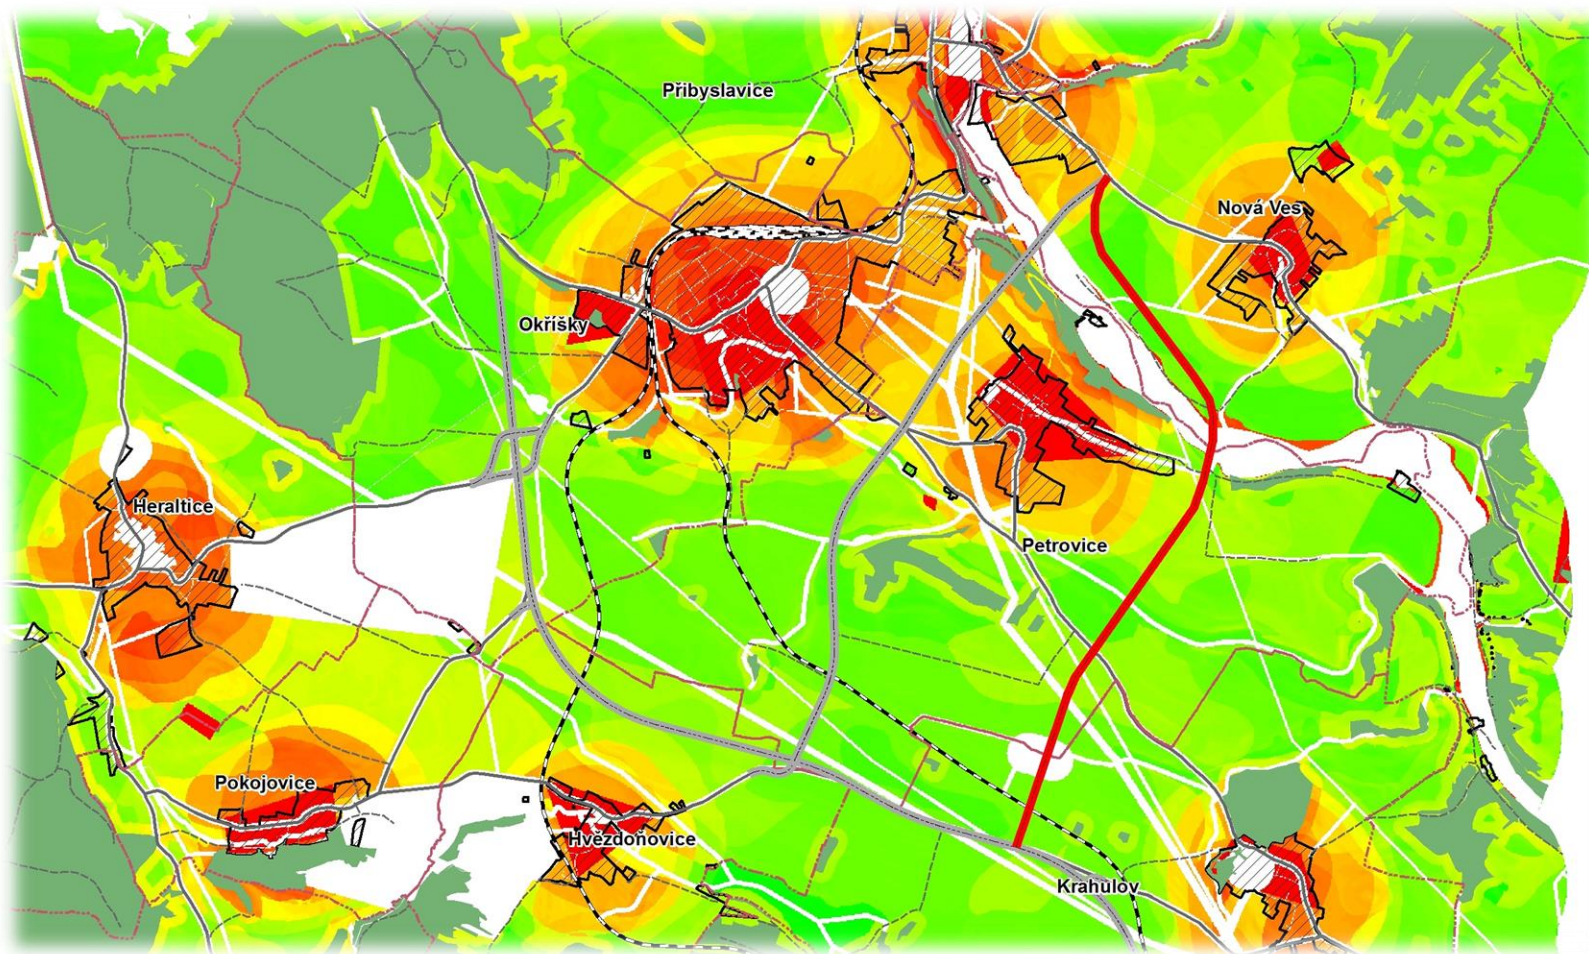 Přibyslavice
Nová Ves
Okříšky
Heraltice
Petrovice
Pokojovice
Hvězdoňovice
Krahulov